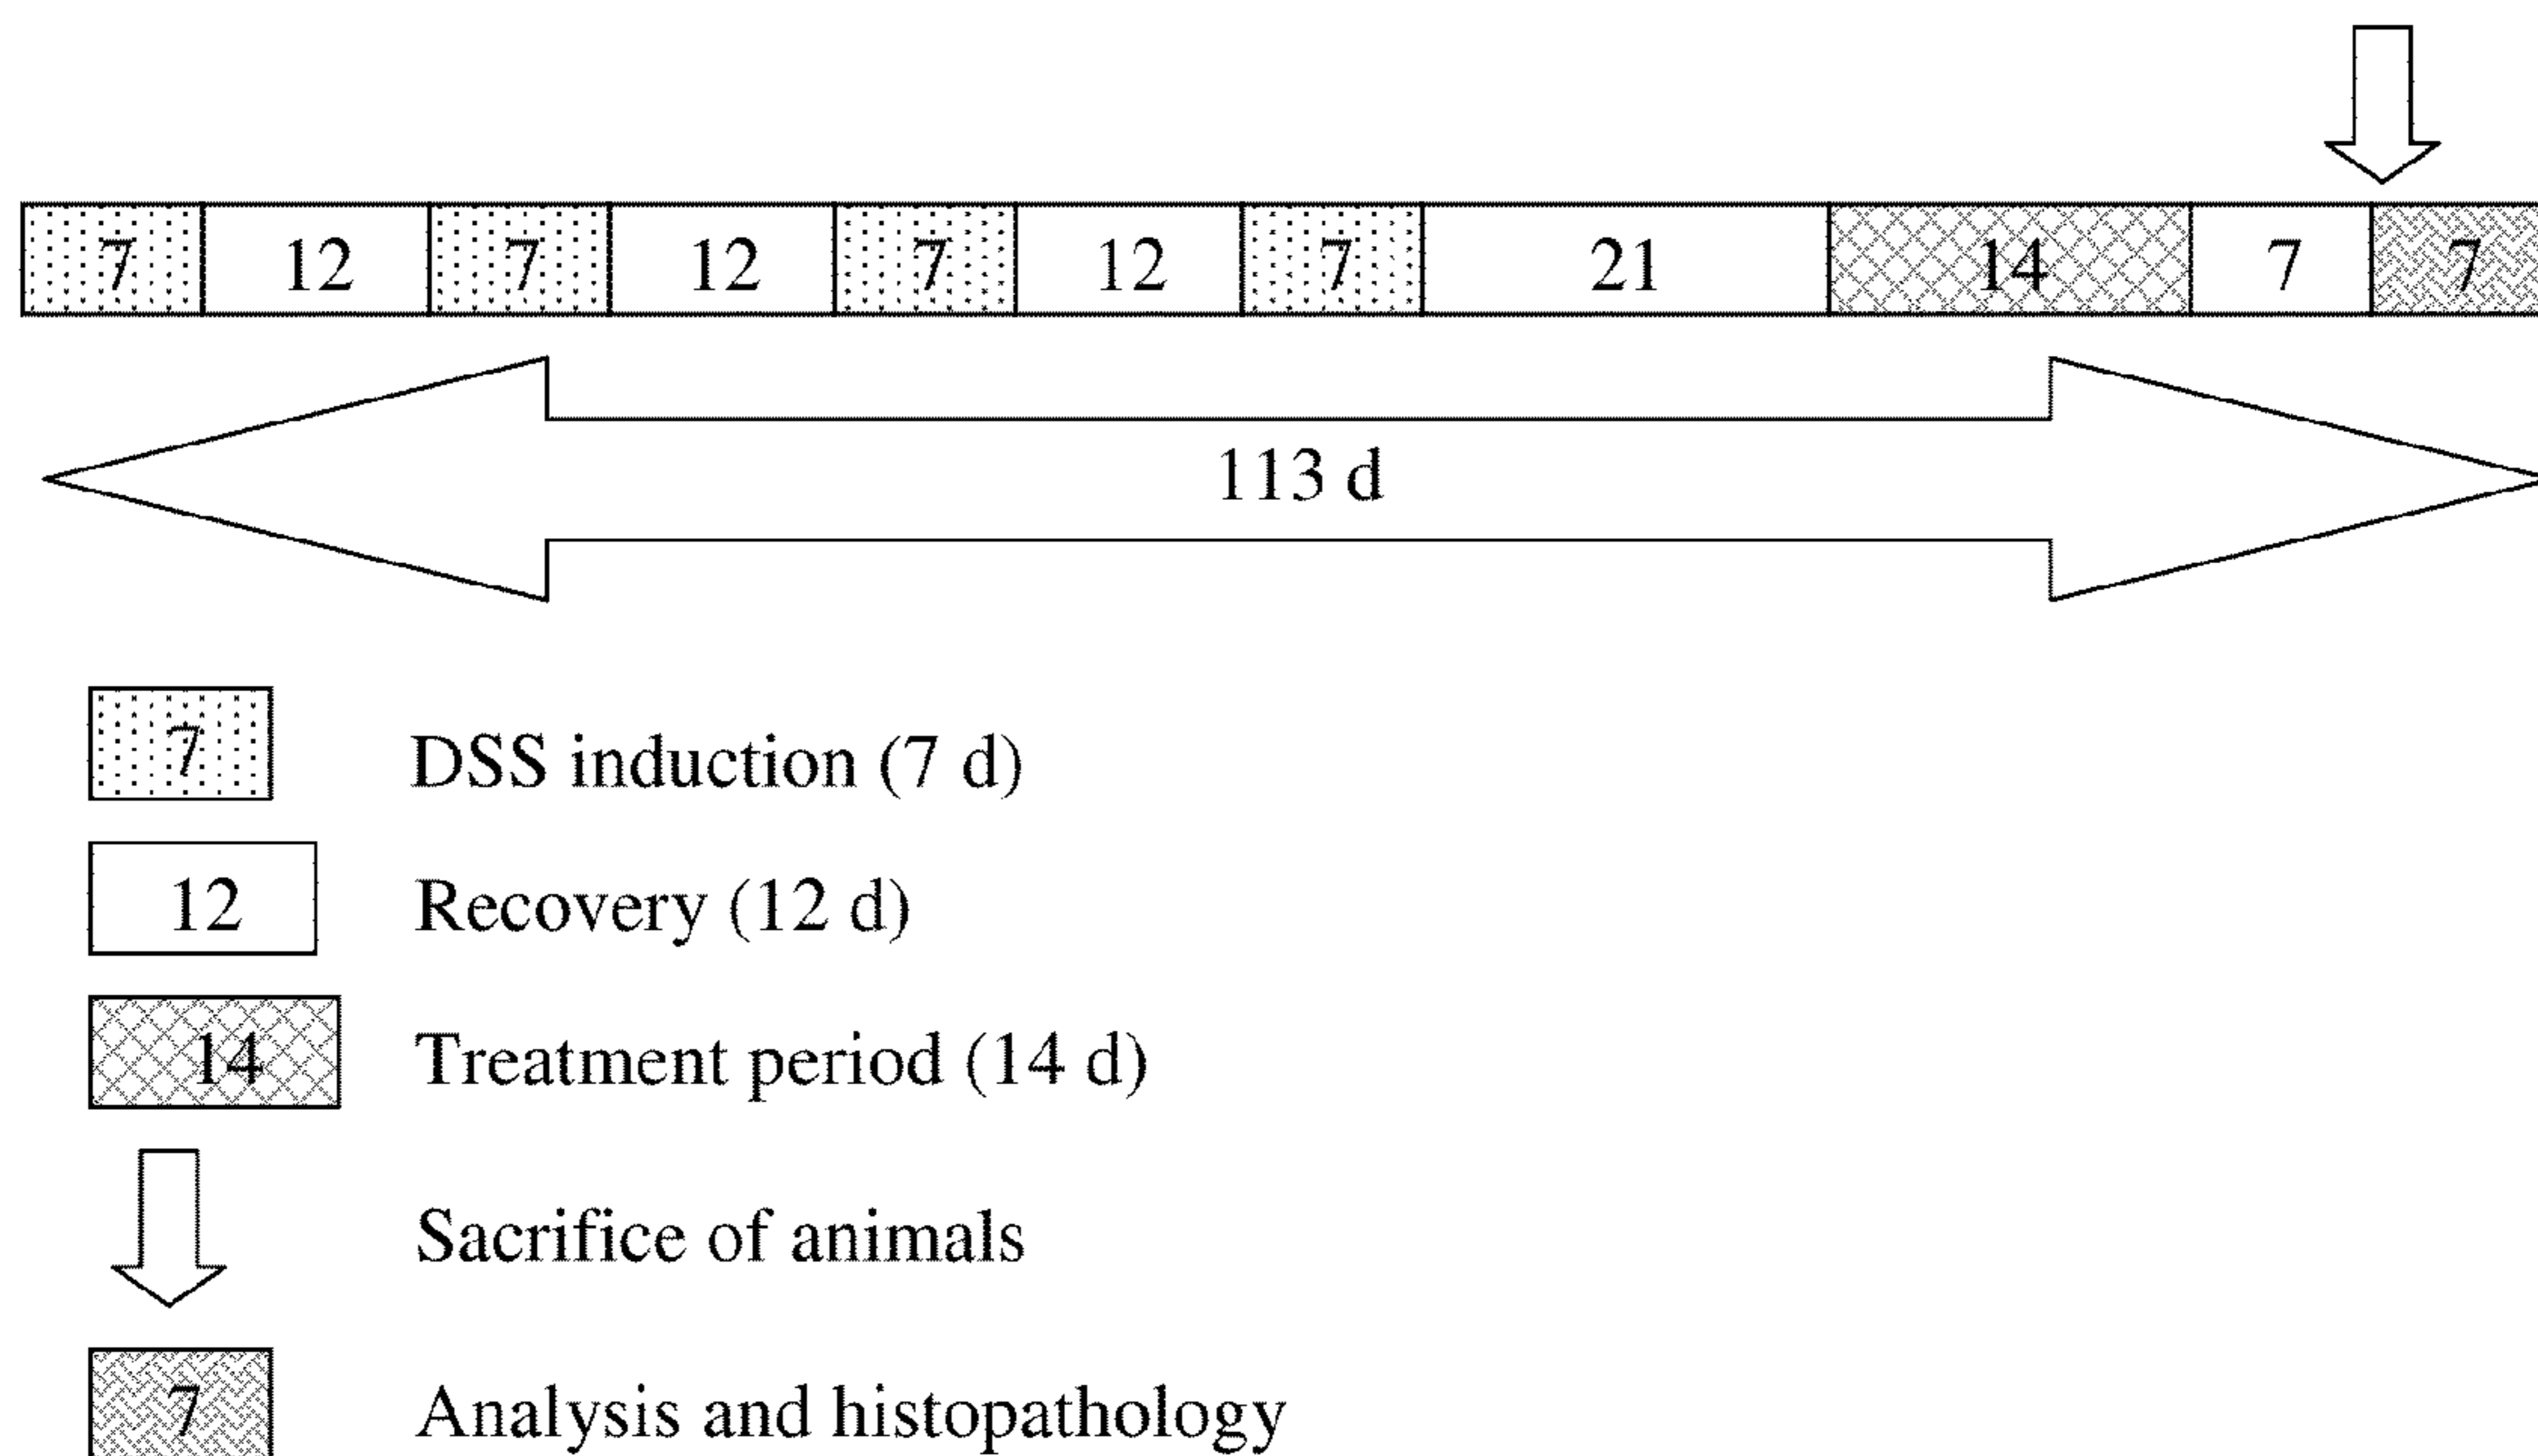 7 12 7 12 7 12 7 21 14 7 7
113 d
7 DSS induction (7 d)
12 Recovery (12 d)
14 Treatment period (14 d)
Sacrifice of animals
7 Analysis and histopathology